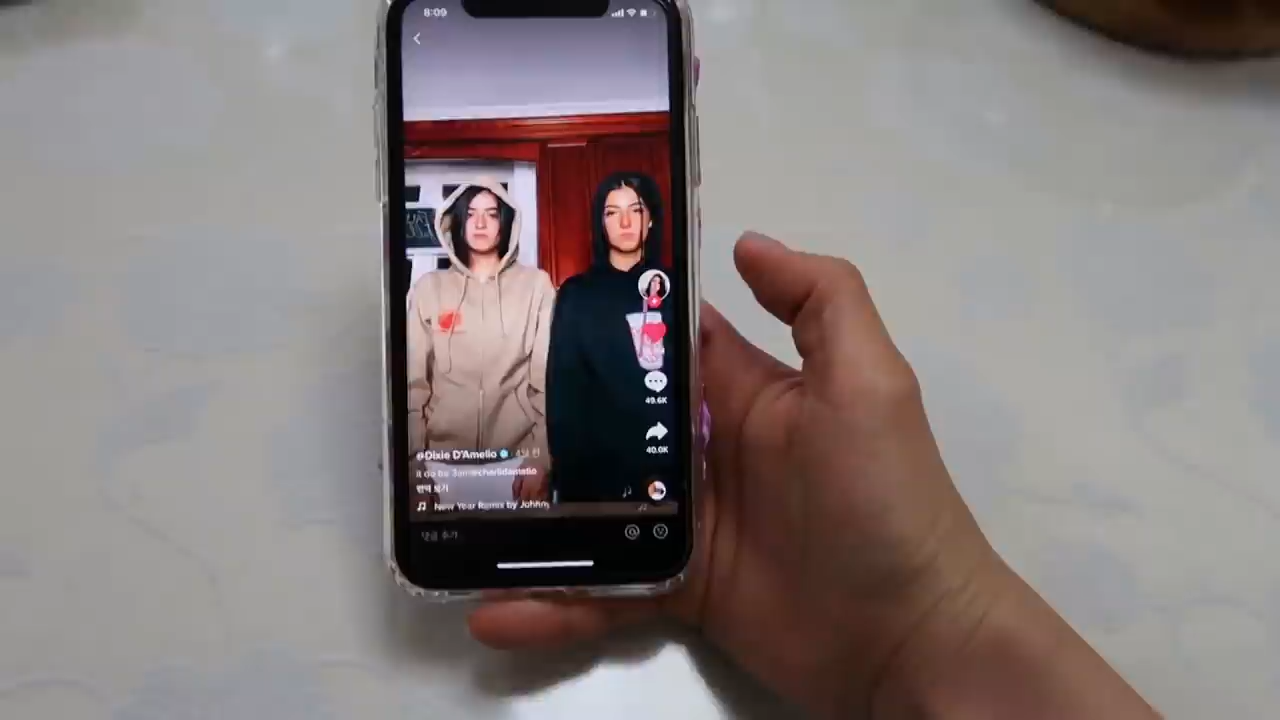 8:09
49.6K
40.0K
@Dixie D'Amelio
번역 보기
New Year Remix by Johnny
댓글 추가